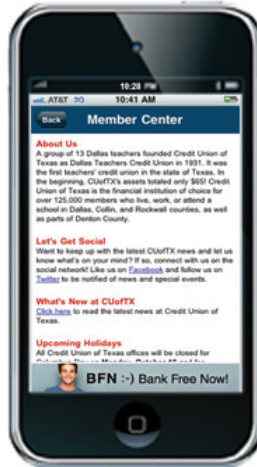 10:28 PM
AT&T 3G 10:41 AM
Back Member Center
About Us
A group of 13 Dallas teachers founded Credit Union of
Texas as Dallas Teachers Credit Union in 1931. It was
the first teachers' credit union in the state of Texas. In
the beginning, CUofTX's assets totaled only $65! Credit
Union of Texas is the financial institution of choice for
over 125,000 members who live, work, or attend a
school in Dallas, Collin, and Rockwall counties, as well
as parts of Denton County.
Let's Get Social
Want to keep up with the latest CUofTX news and let us
know what's on your mind? If so, connect with us on the
social network! Like us on Facebook and follow us on
Twitter to be notified of news and special events.
What's New at CUofTX
Click here to read the latest news at Credit Union of
Texas.
Upcoming Holidays
All Credit Union of Texas offices will be closed for
BFN :-) Bank Free Now!